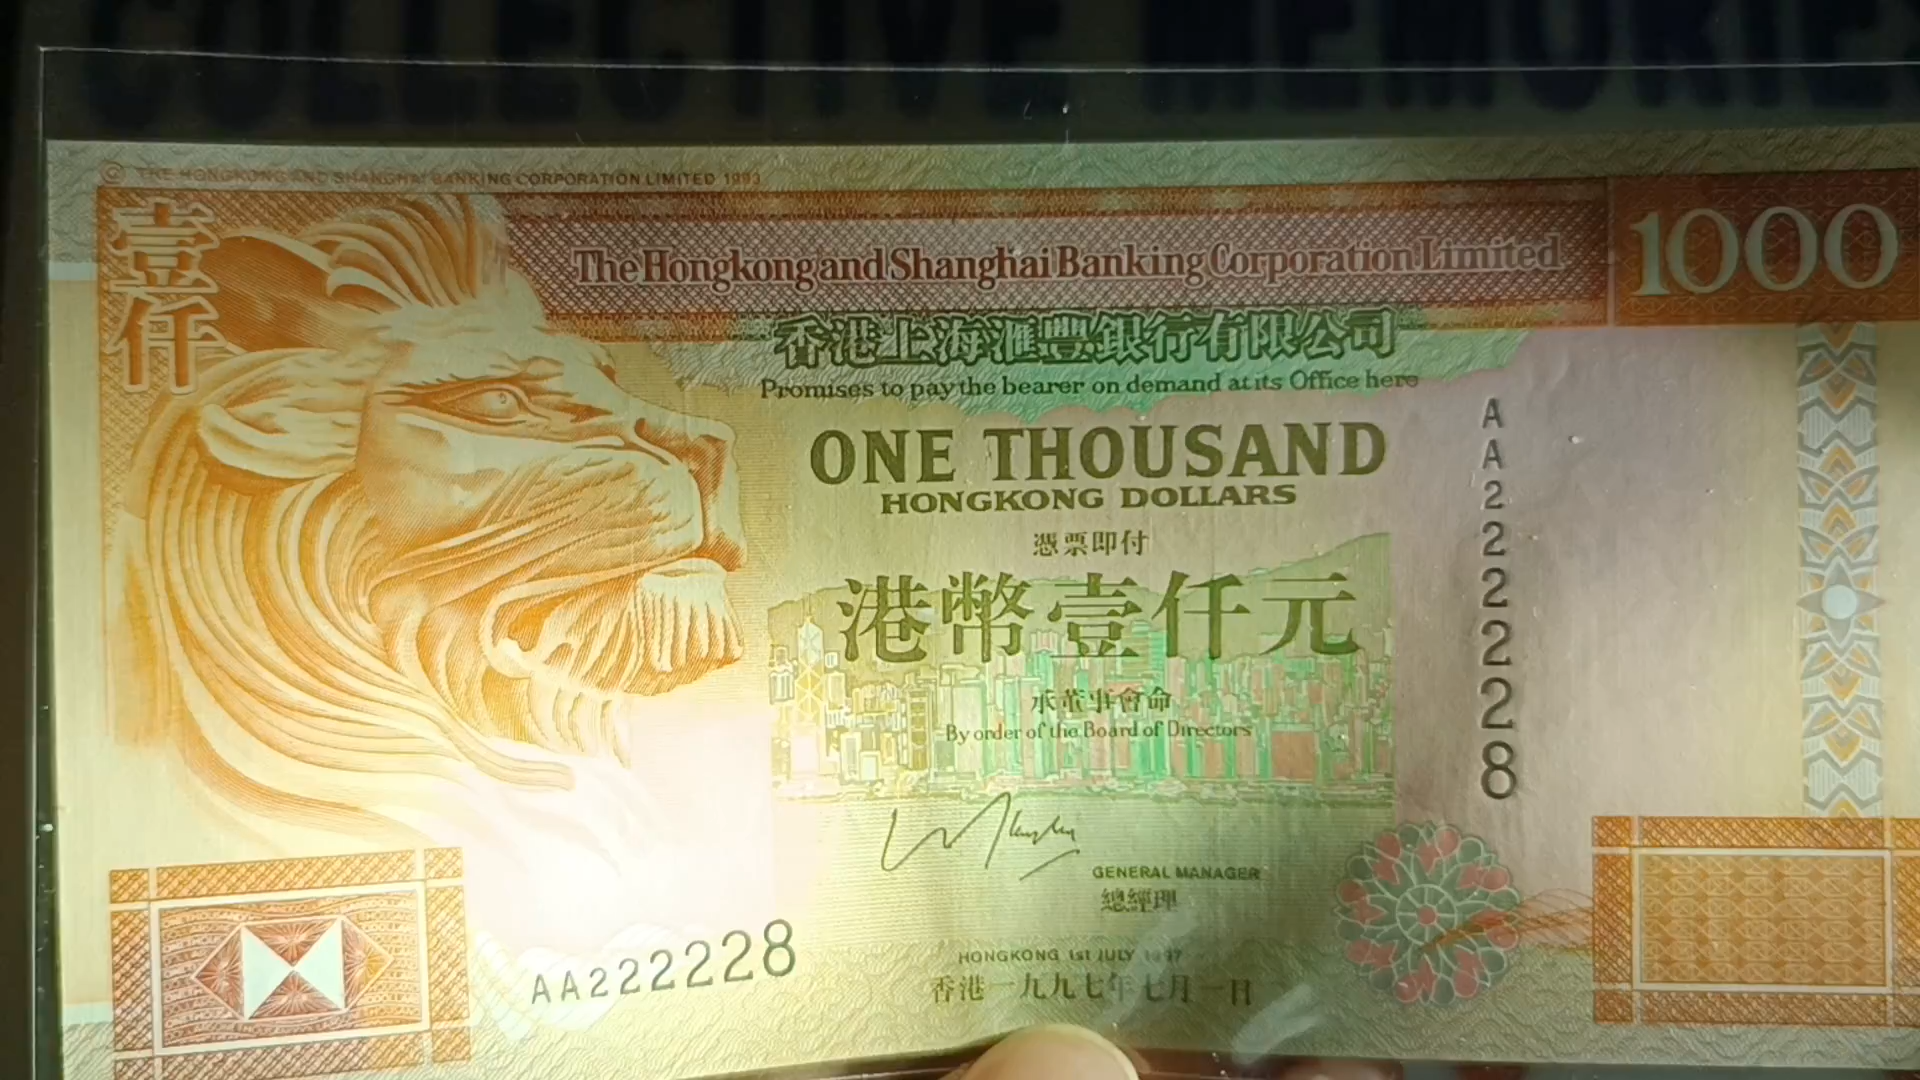 COLLECTIVE MEMORIES
© THE HONGKONG AND SHANGHAI BANKING CORPORATION LIMITED 1993
壹仟
The Hongkong and Shanghai Banking Corporation Limited
1000
香港上海滙豐銀行有限公司
Promises to pay the bearer on demand at its Office here
ONE THOUSAND
HONGKONG DOLLARS
憑票即付
港幣壹仟元
承董事會命
By order of the Board of Directors
AA222228
GENERAL MANAGER
總經理
AA222228
HONGKONG 1st JULY 1997
香港一九九七年七月一日